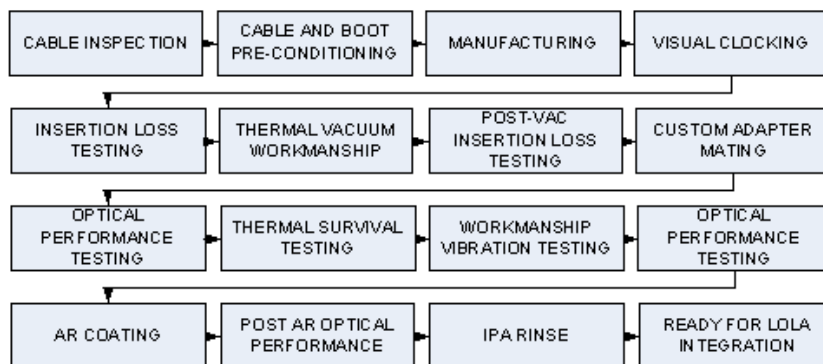 CABLE INSPECTION
CABLE AND BOOT
PRE-CONDITIONING
MANUFACTURING
VISUAL CLOCKING
INSERTION LOSS
TESTING
THERMAL VACUUM
WORKMANSHIP
POST-VAC
INSERTION LOSS
TESTING
CUSTOM ADAPTER
MATING
OPTICAL
PERFORMANCE
TESTING
THERMAL SURVIVAL
TESTING
WORKMANSHIP
VIBRATION TESTING
OPTICAL
PERFORMANCE
TESTING
AR COATING
POST AR OPTICAL
PERFORMANCE
IPA RINSE
READY FOR LOLA
INTEGRATION